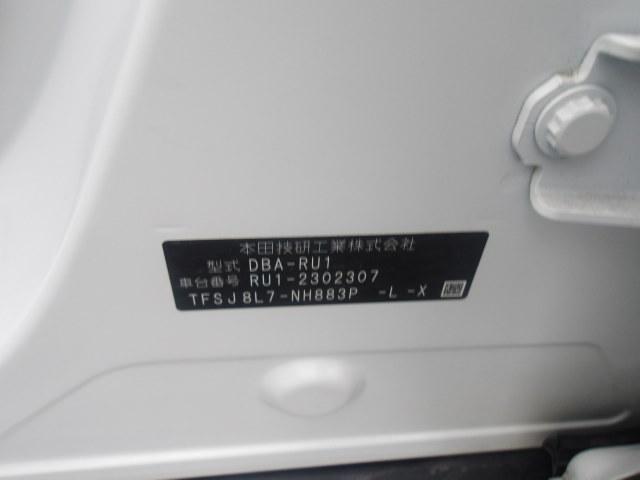 本田技研工業株式会社
型式 DBA-RU1
車台番号 RU1-2302307
TFSJ8L7-NH883P -L -X